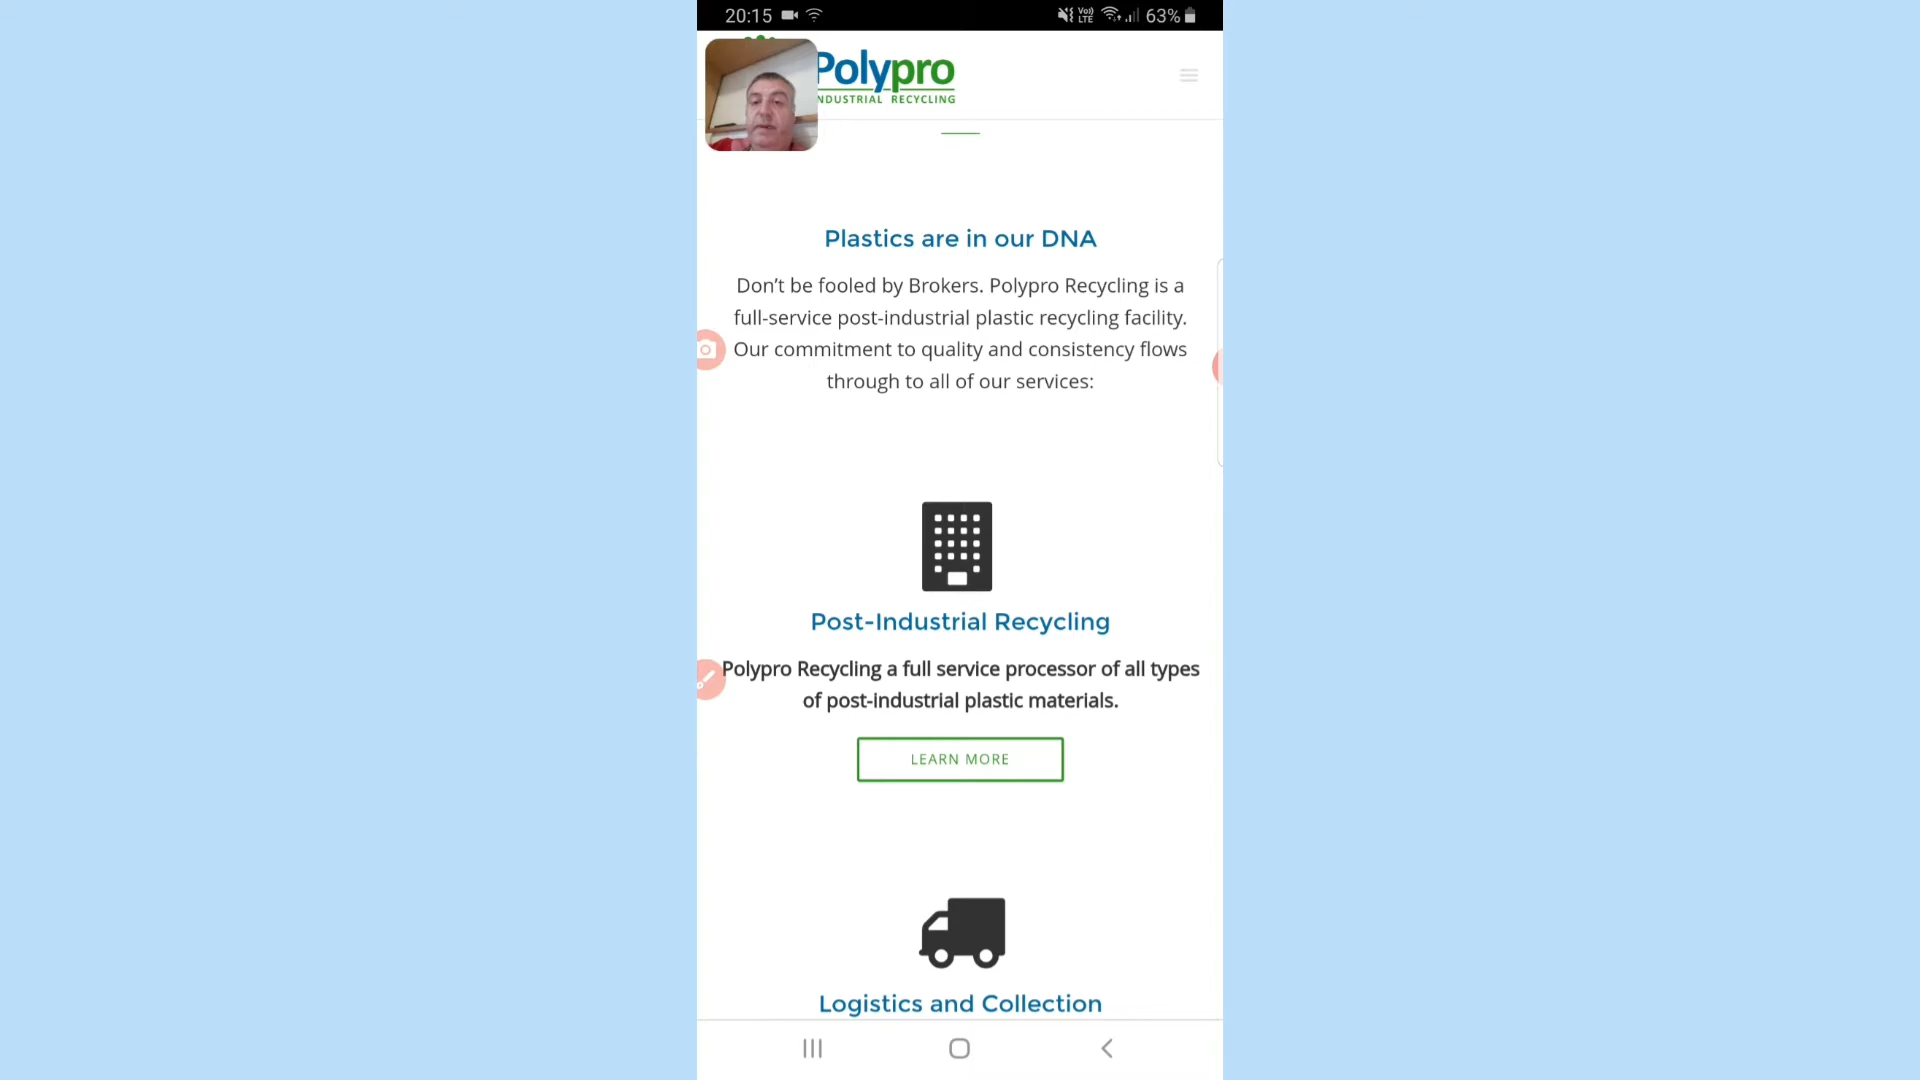 20:15
Vo))
LTE
63%
Polypro
NDUSTRIAL RECYCLING
Plastics are in our DNA
Don’t be fooled by Brokers. Polypro Recycling is a
full-service post-industrial plastic recycling facility.
Our commitment to quality and consistency flows
through to all of our services:
Post-Industrial Recycling
Polypro Recycling a full service processor of all types
of post-industrial plastic materials.
LEARN MORE
Logistics and Collection